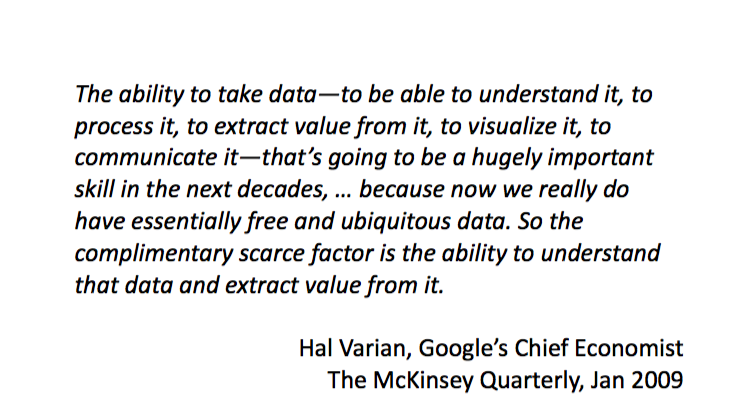 The ability to take data—to be able to understand it, to
process it, to extract value from it, to visualize it, to
communicate it—that’s going to be a hugely important
skill in the next decades, … because now we really do
have essentially free and ubiquitous data. So the
complimentary scarce factor is the ability to understand
that data and extract value from it.
Hal Varian, Google’s Chief Economist
The McKinsey Quarterly, Jan 2009